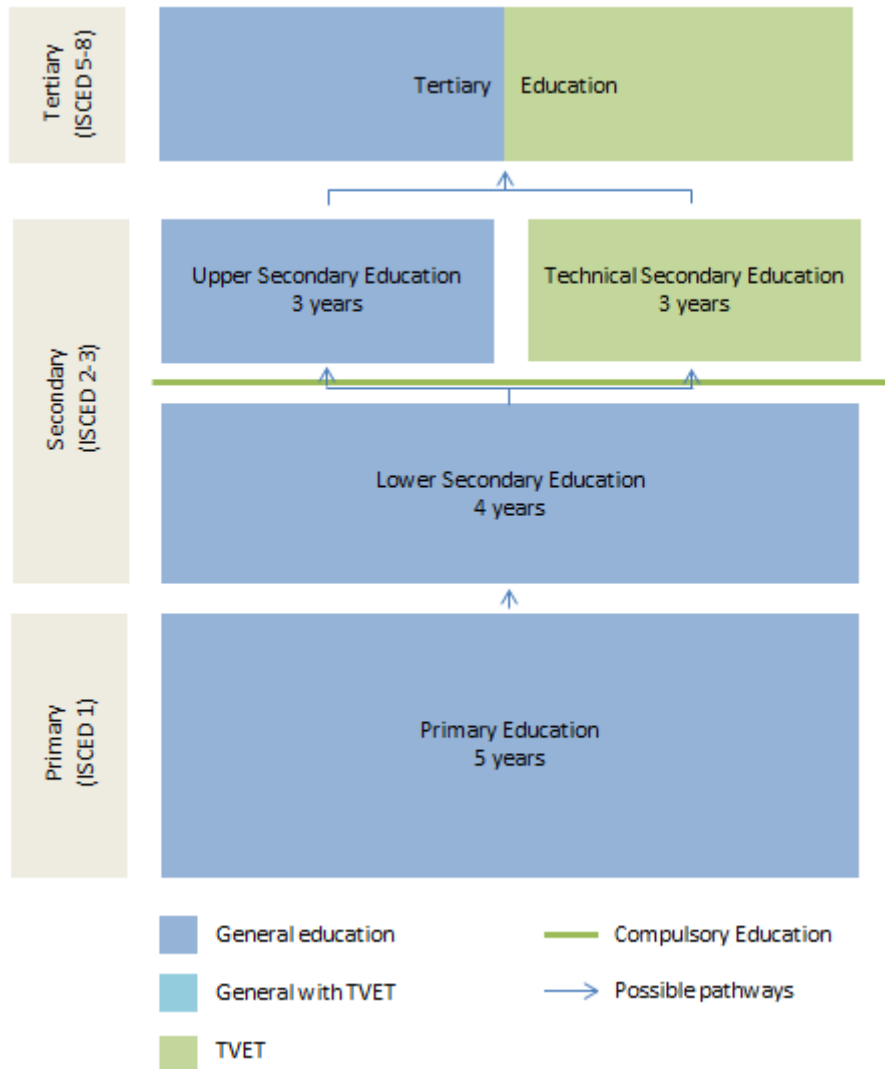 Tertiary
(ISCED 5-8)
Tertiary Education
Secondary
(ISCED 2-3)
Upper Secondary Education
3 years
Technical Secondary Education
3 years
Lower Secondary Education
4 years
Primary
(ISCED 1)
Primary Education
5 years
General education
Compulsory Education
General with TVET
Possible pathways
TVET